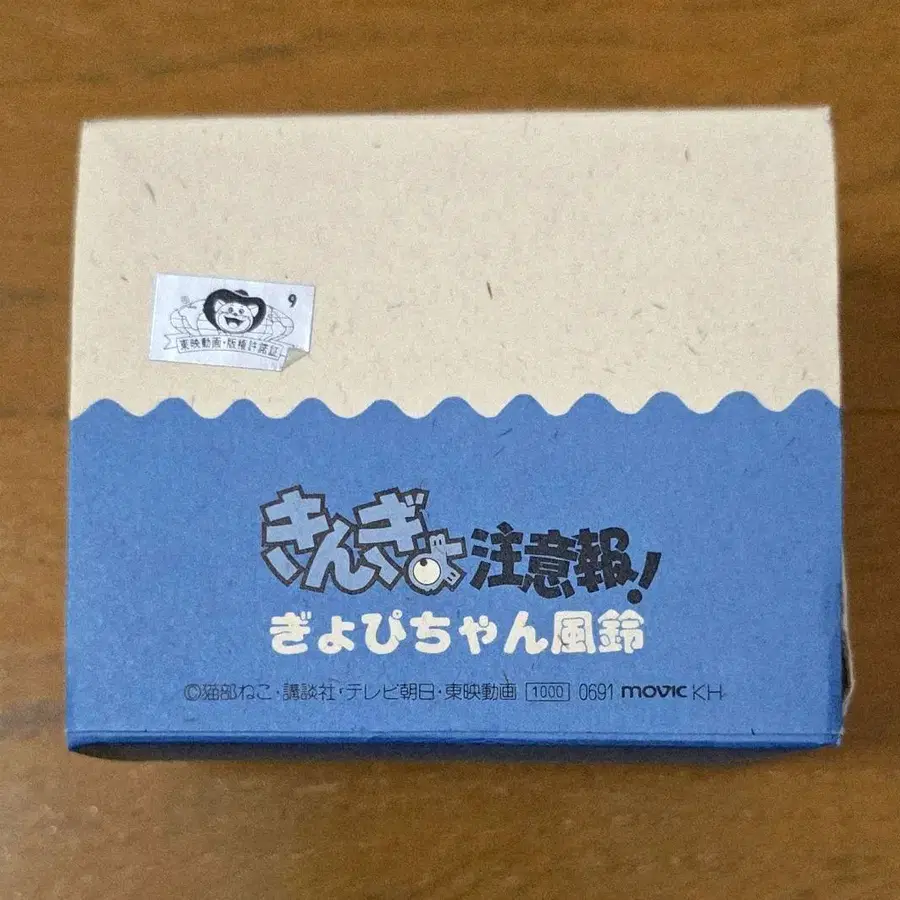 9
東映動画・版権許諾証
きんぎょ注意報!
ぎょぴちゃん風鈴
©猫部ねこ・講談社・テレビ朝日・東映動画 1000 0691 movic KH